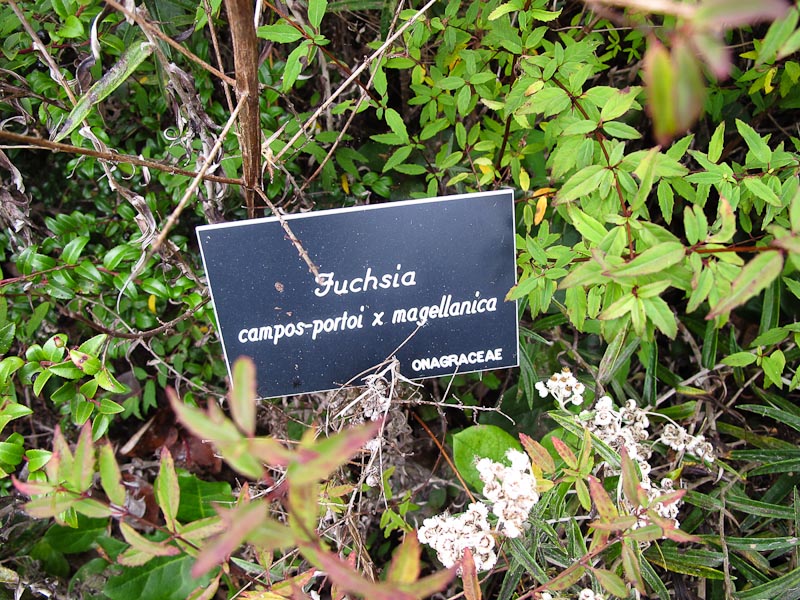 Fuchsia
campos-portoi x magellanica
ONAGRACEAE